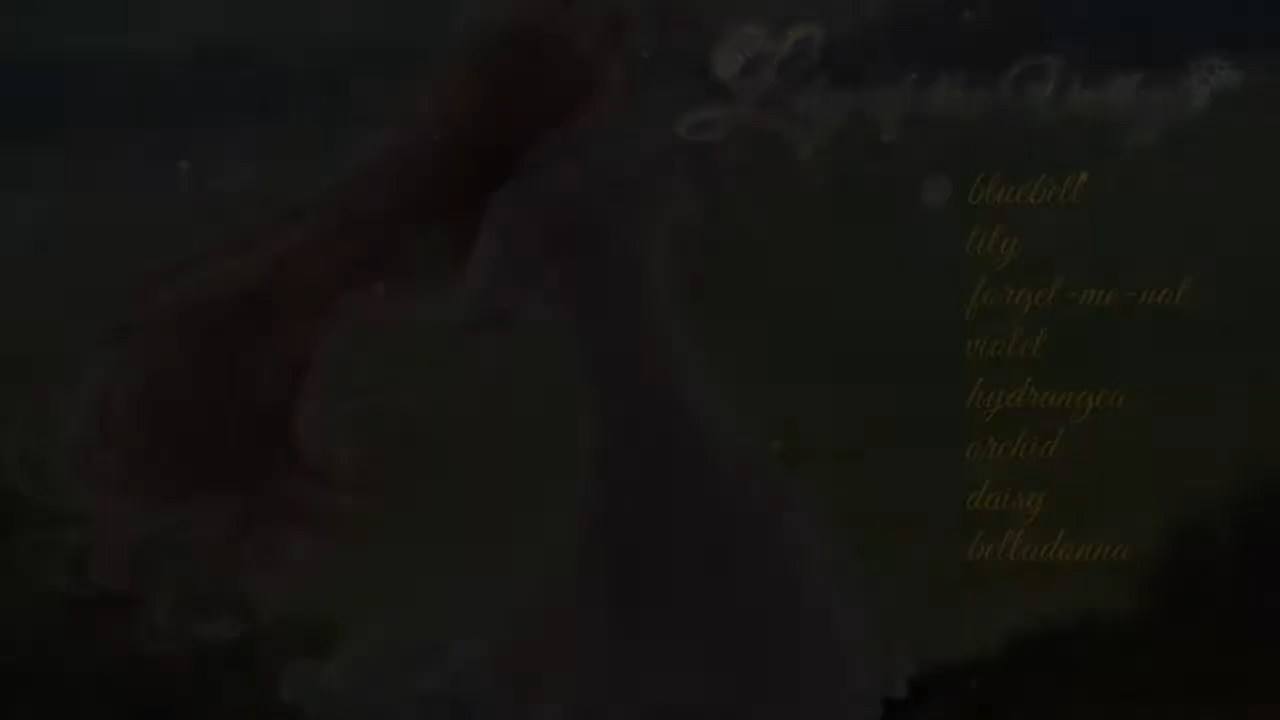 bluebell
lily
forget-me-not
violet
hydrangea
orchid
daisy
belladonna